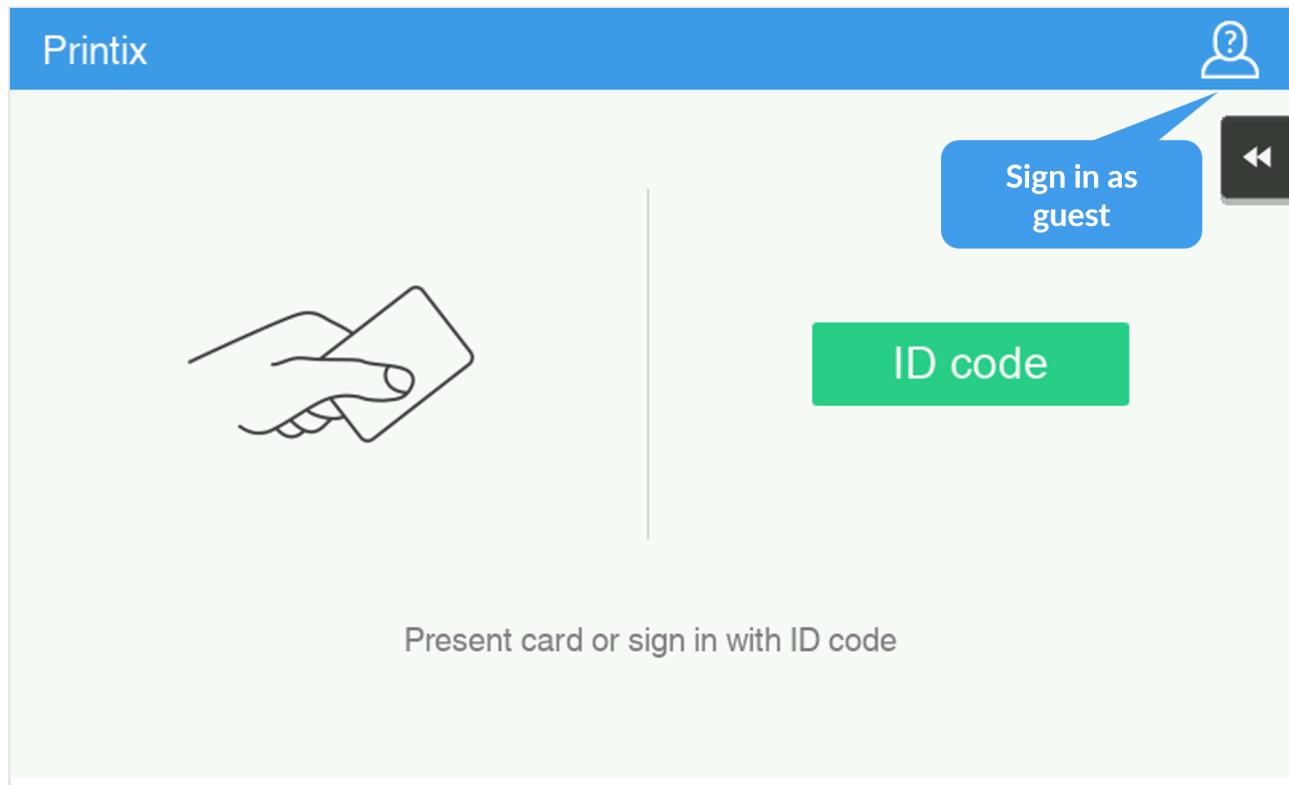 Printix
?
Sign in as
guest
ID code
Present card or sign in with ID code